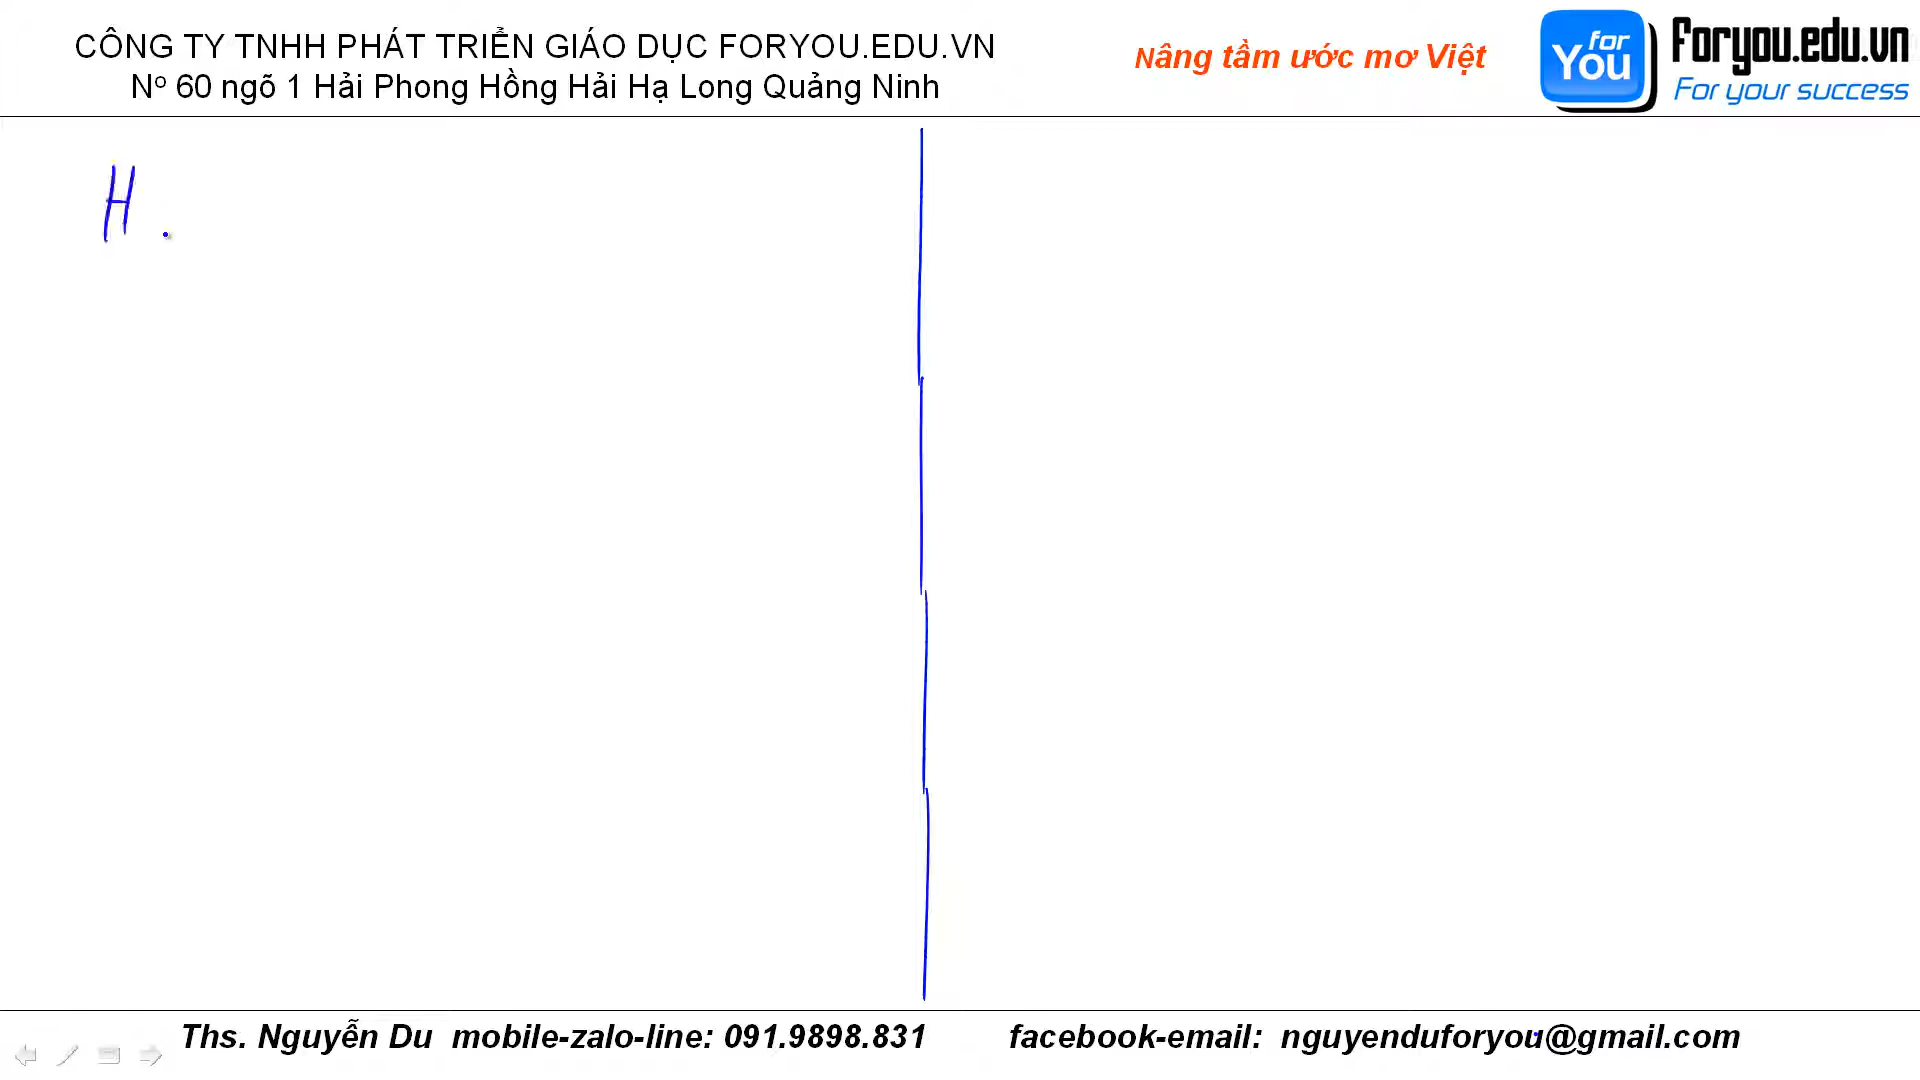 CÔNG TY TNHH PHÁT TRIỂN GIÁO DỤC FORYOU.EDU.VN
Nº 60 ngõ 1 Hải Phong Hồng Hải Hạ Long Quảng Ninh
Nâng tầm ước mơ Việt
for
You
Foryou.edu.vn
For your success
H
Ths. Nguyễn Du mobile-zalo-line: 091.9898.831
facebook-email: nguyenduforyou@gmail.com